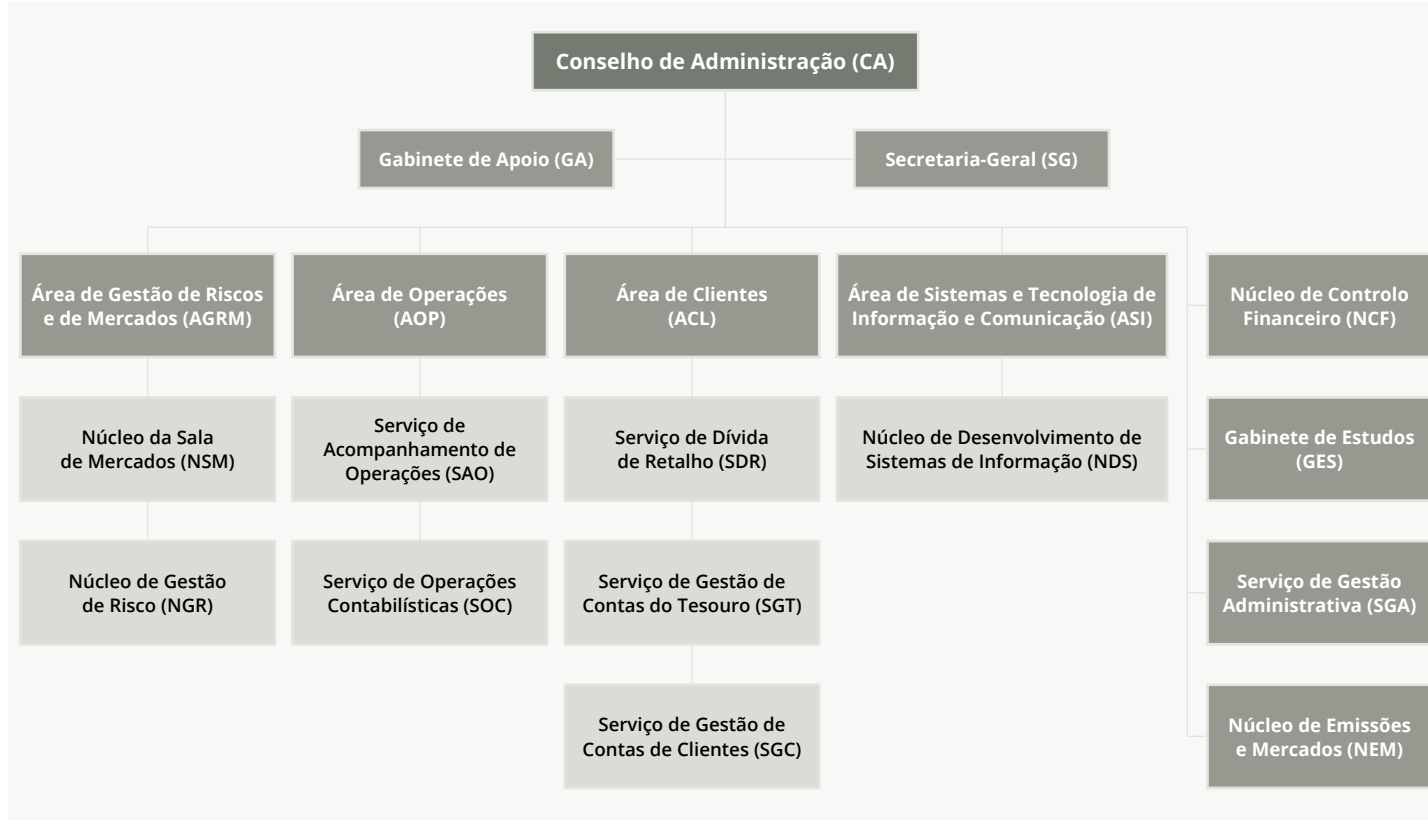 Conselho de Administração (CA)
Gabinete de Apoio (GA)
Secretaria-Geral (SG)
Área de Gestão de Riscos
e de Mercados (AGRM)
Área de Operações
(AOP)
Área de Clientes
(ACL)
Área de Sistemas e Tecnologia de
Informação e Comunicação (ASI)
Núcleo de Controlo
Financeiro (NCF)
Núcleo da Sala
de Mercados (NSM)
Serviço de
Acompanhamento de
Operações (SAO)
Serviço de Dívida
de Retalho (SDR)
Núcleo de Desenvolvimento de
Sistemas de Informação (NDS)
Gabinete de Estudos
(GES)
Núcleo de Gestão
de Risco (NGR)
Serviço de Operações
Contabilísticas (SOC)
Serviço de Gestão de
Contas do Tesouro (SGT)
Serviço de Gestão
Administrativa (SGA)
Serviço de Gestão de
Contas de Clientes (SGC)
Núcleo de Emissões
e Mercados (NEM)